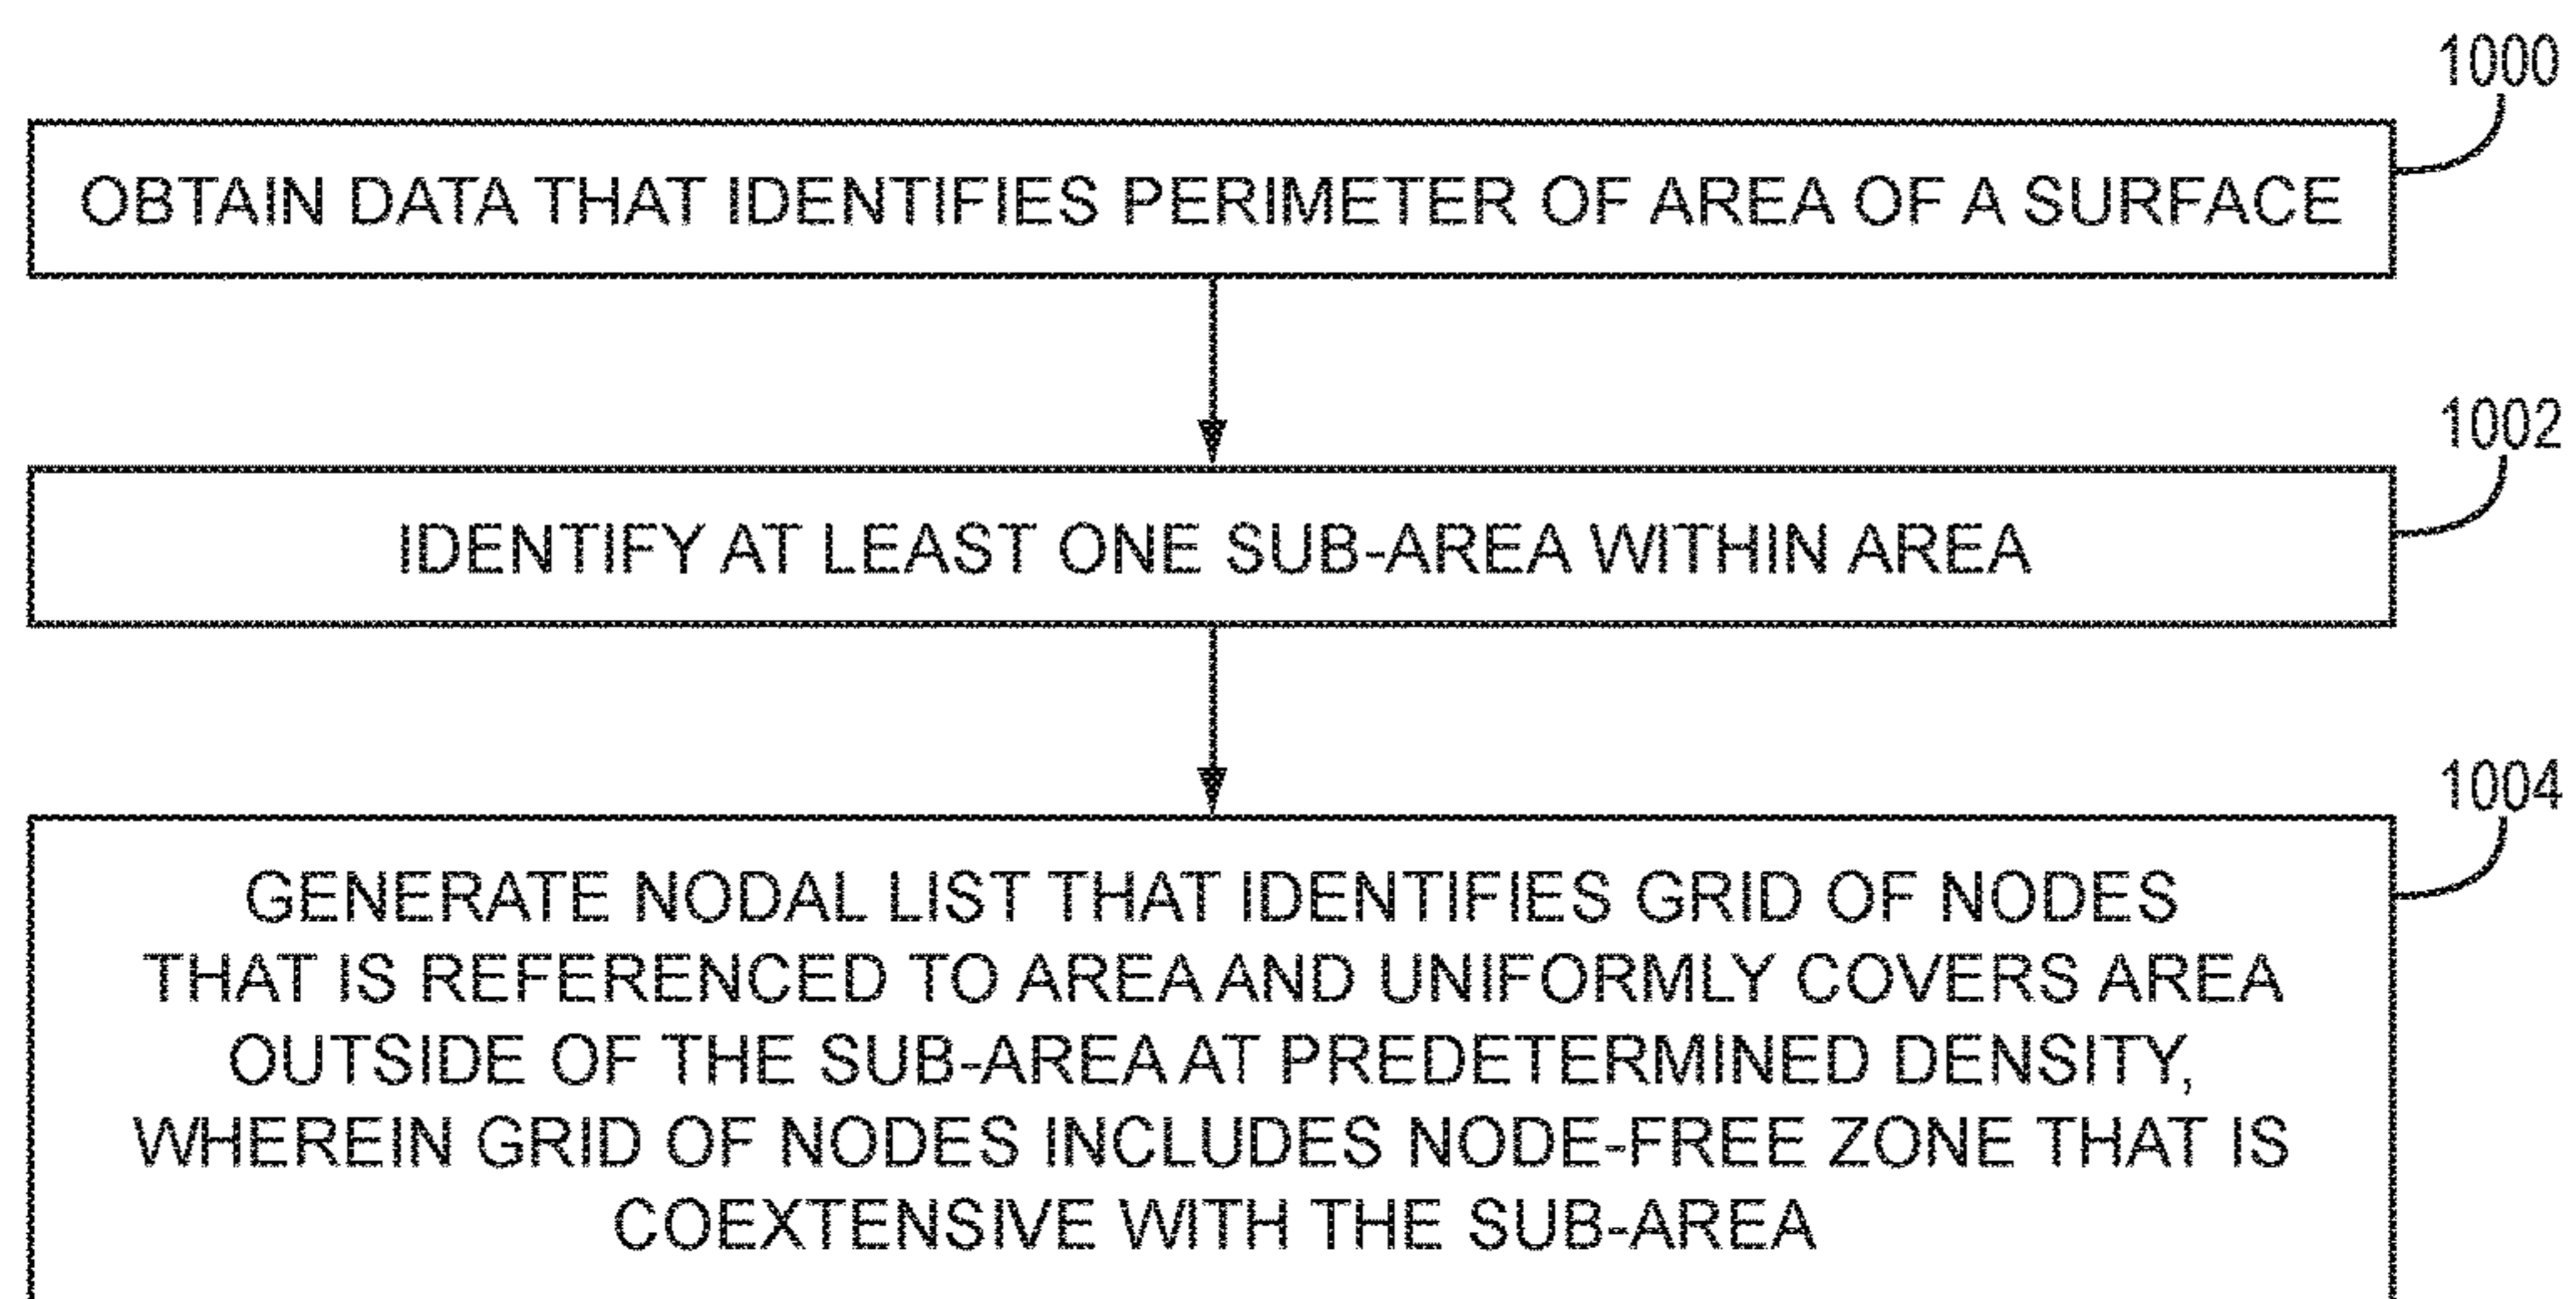 1000
OBTAIN DATA THAT IDENTIFIES PERIMETER OF AREA OF A SURFACE
1002
IDENTIFY AT LEAST ONE SUB-AREA WITHIN AREA
1004
GENERATE NODAL LIST THAT IDENTIFIES GRID OF NODES
THAT IS REFERENCED TO AREA AND UNIFORMLY COVERS AREA
OUTSIDE OF THE SUB-AREA AT PREDETERMINED DENSITY,
WHEREIN GRID OF NODES INCLUDES NODE-FREE ZONE THAT IS
COEXTENSIVE WITH THE SUB-AREA